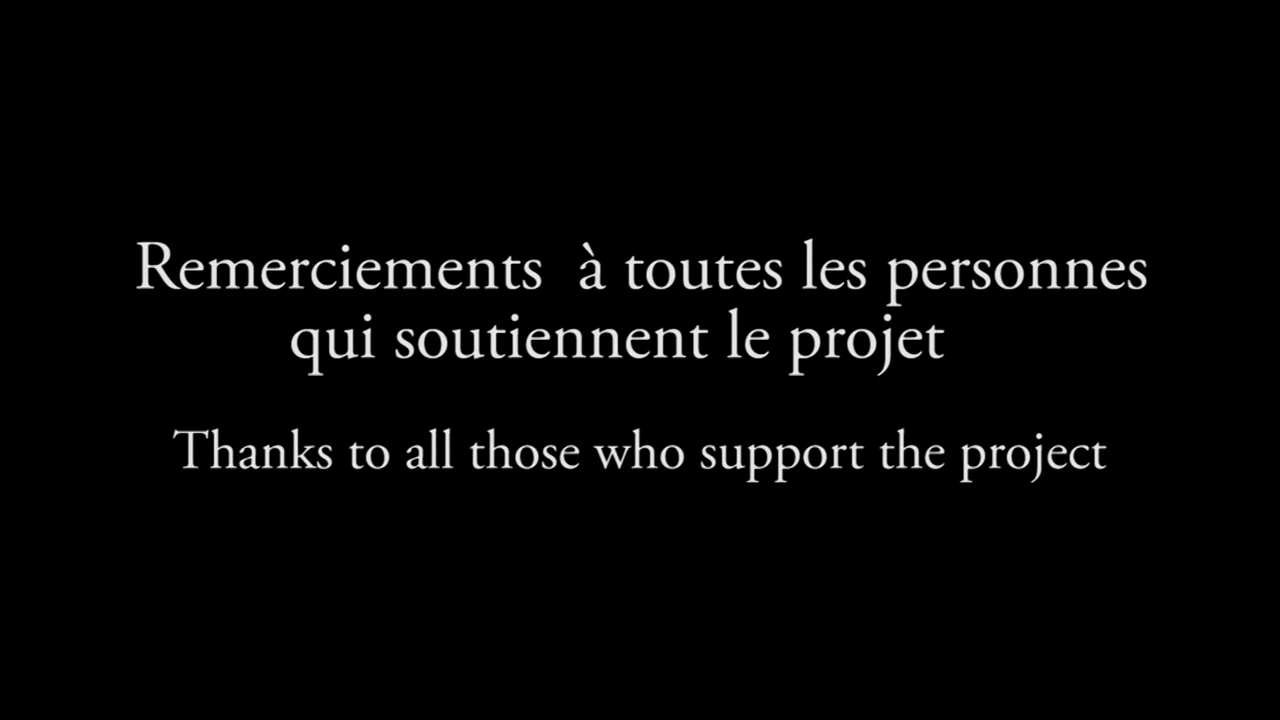 Remerciements  à toutes les personnes
qui soutiennent le projet
Thanks to all those who support the project